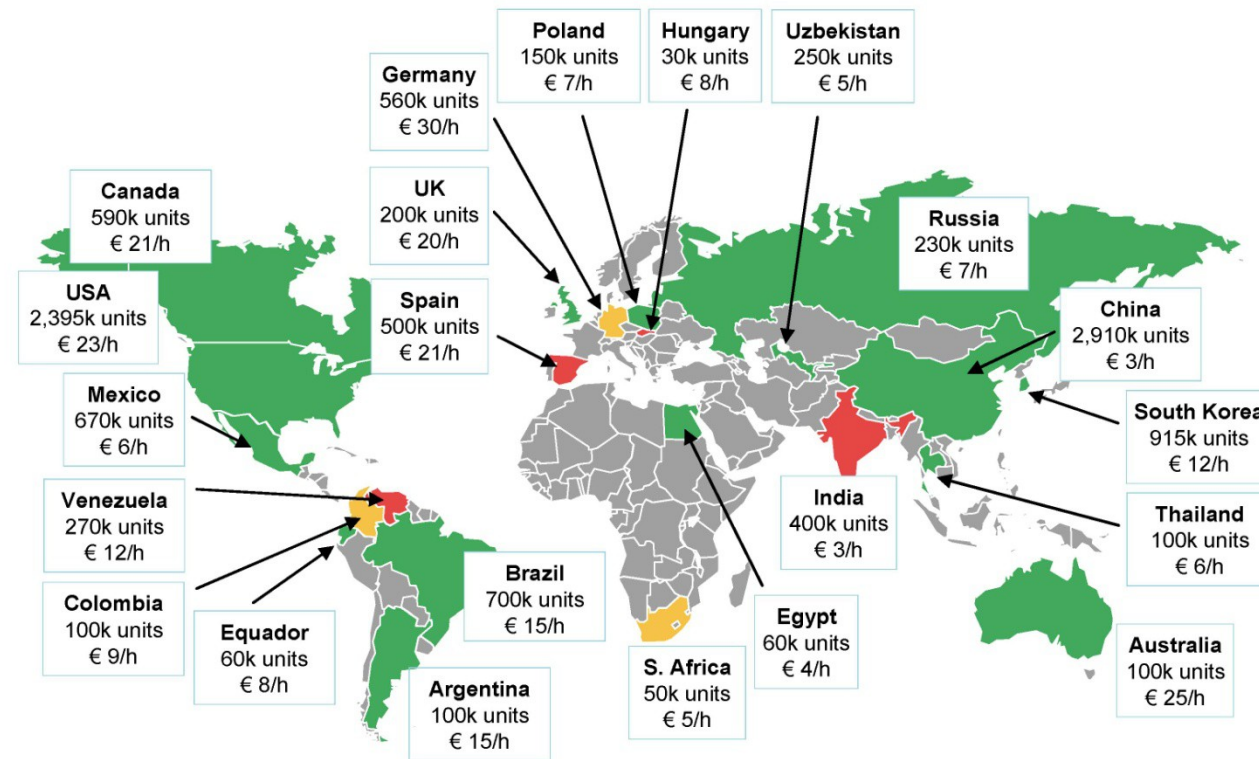 Poland
150k units
€ 7/h
Hungary
30k units
€ 8/h
Uzbekistan
250k units
€ 5/h
Germany
560k units
€ 30/h
Canada
590k units
€ 21/h
UK
200k units
€ 20/h
Russia
230k units
€ 7/h
USA
2,395k units
€ 23/h
Spain
500k units
€ 21/h
China
2,910k units
€ 3/h
Mexico
670k units
€ 6/h
South Korea
915k units
€ 12/h
Venezuela
270k units
€ 12/h
India
400k units
€ 3/h
Thailand
100k units
€ 6/h
Colombia
100k units
€ 9/h
Equador
60k units
€ 8/h
Brazil
700k units
€ 15/h
Egypt
60k units
€ 4/h
Argentina
100k units
€ 15/h
S. Africa
50k units
€ 5/h
Australia
100k units
€ 25/h